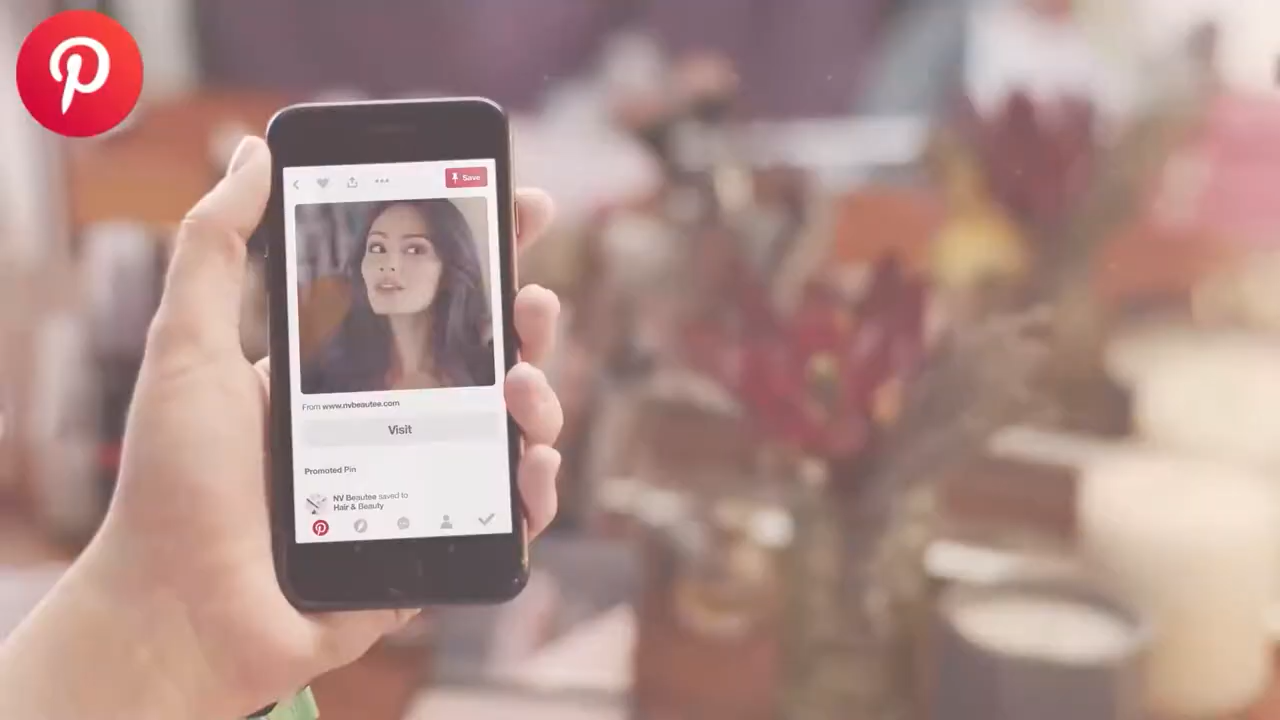 Save
From www.nvbeautee.com
Visit
Promoted Pin
NV Beautee saved to
Hair & Beauty